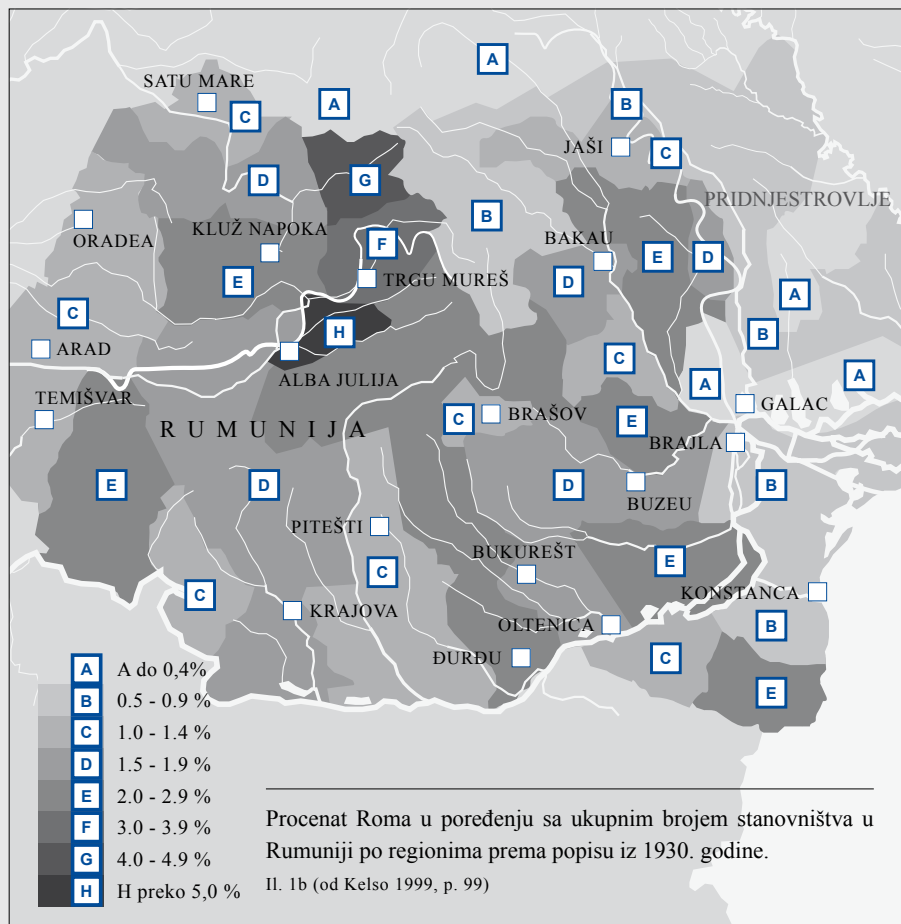 A
SATU MARE
A
B
C
JAŠI
C
D
G
PRIDNJESTROVLJE
B
ORADEA
KLUŽ NAPOKA
F
BAKAU
E
D
E
TRGU MUREŠ
D
A
C
H
B
ARAD
ALBA JULIJA
C
A
A
TEMIŠVAR
GALAC
RUMUNIJA
C
BRAŠOV
E
BRAJLA
E
D
D
B
BUZEU
PITEŠTI
BUKUREŠT
E
C
C
KONSTANCA
KRAJOVA
OLTENICA
B
ĐURĐU
C
E
A A do 0,4%
B 0.5 - 0.9 %
C 1.0 - 1.4 %
D 1.5 - 1.9 %
E 2.0 - 2.9 %
F 3.0 - 3.9 %
G 4.0 - 4.9 %
H H preko 5,0 %
Procenat Roma u poređenju sa ukupnim brojem stanovništva u
Rumuniji po regionima prema popisu iz 1930. godine.
Il. 1b (od Kelso 1999, p. 99)